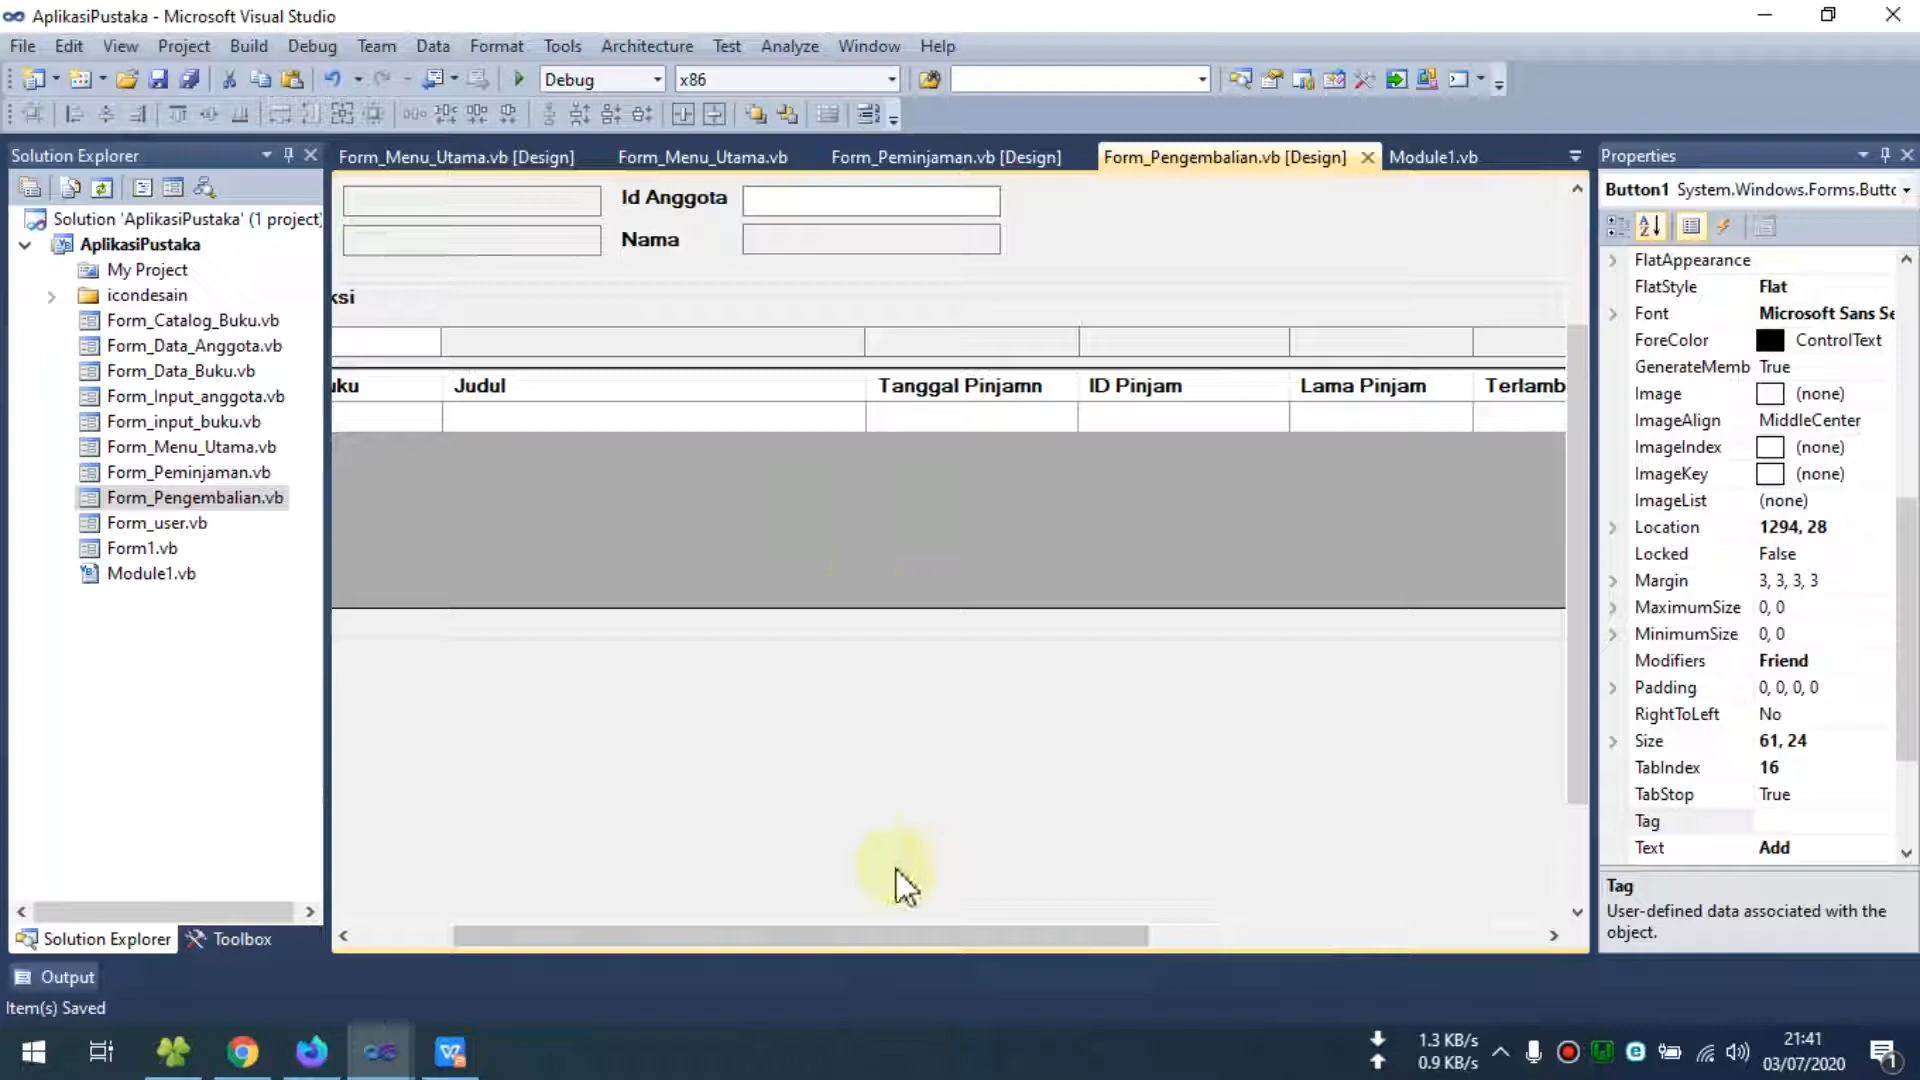 AplikasiPustaka - Microsoft Visual Studio
File Edit View Project Build Debug Team Data Format Tools Architecture Test Analyze Window Help
Debug x86
Solution Explorer
Form_Menu_Utama.vb [Design] Form_Menu_Utama.vb Form_Peminjaman.vb [Design] Form_Pengembalian.vb [Design] Module1.vb
Properties
Button1 System.Windows.Forms.Butto
Solution 'AplikasiPustaka' (1 project)
AplikasiPustaka
My Project
icondesain
Form_Catalog_Buku.vb
Form_Data_Anggota.vb
Form_Data_Buku.vb
Form_Input_anggota.vb
Form_input_buku.vb
Form_Menu_Utama.vb
Form_Peminjaman.vb
Form_Pengembalian.vb
Form_user.vb
Form1.vb
Module1.vb
Id Anggota
Nama
ksi
uku Judul Tanggal Pinjamn ID Pinjam Lama Pinjam Terlamb
FlatAppearance
FlatStyle Flat
Font Microsoft Sans Se
ForeColor ControlText
GenerateMemb True
Image (none)
ImageAlign MiddleCenter
ImageIndex (none)
ImageKey (none)
ImageList (none)
Location 1294, 28
Locked False
Margin 3, 3, 3, 3
MaximumSize 0, 0
MinimumSize 0, 0
Modifiers Friend
Padding 0, 0, 0, 0
RightToLeft No
Size 61, 24
TabIndex 16
TabStop True
Tag
Text Add
Tag
User-defined data associated with the
object.
Solution Explorer Toolbox
Output
Item(s) Saved
1.3 KB/s
0.9 KB/s
21:41
03/07/2020
1